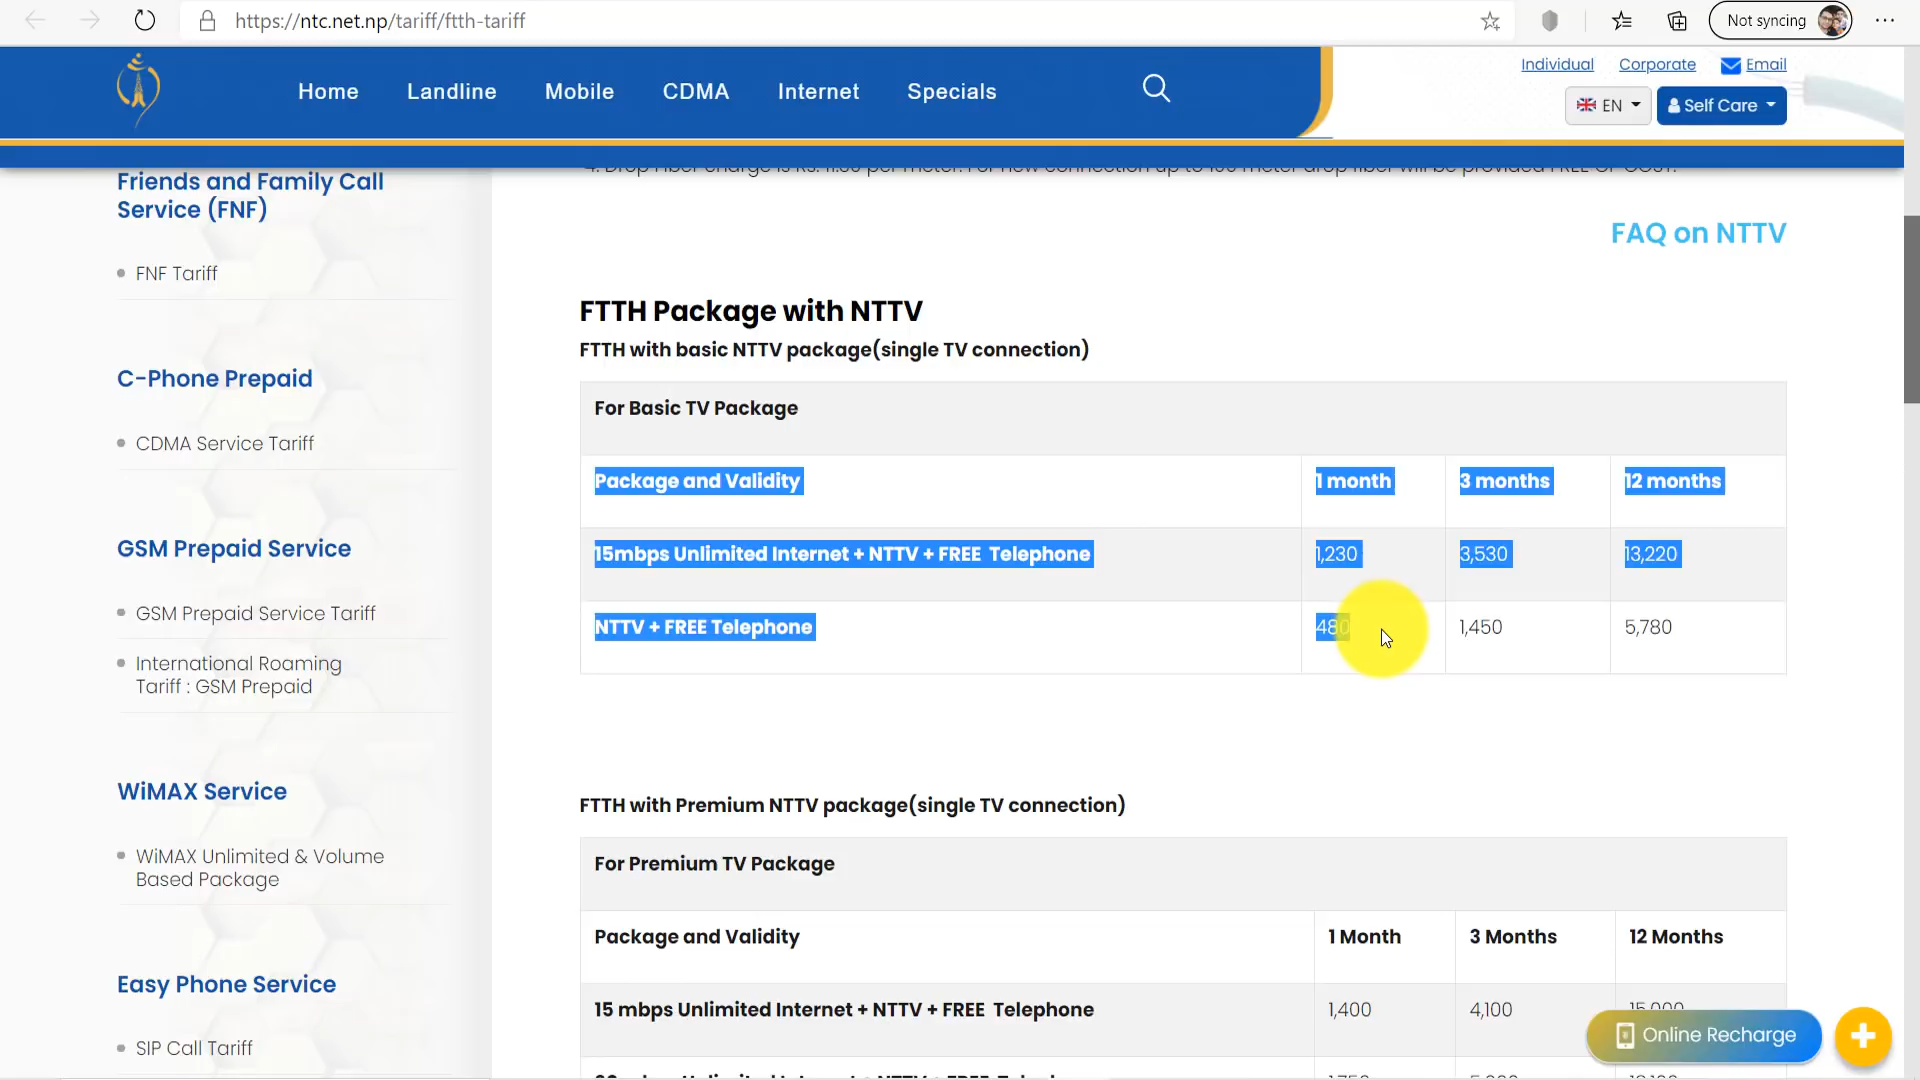 https://ntc.net.np/tariff/ftth-tariff
Not syncing
Home
Landline
Mobile
CDMA
Internet
Specials
Individual
Corporate
Email
EN
Self Care
Friends and Family Call
Service (FNF)
FNF Tariff
C-Phone Prepaid
CDMA Service Tariff
GSM Prepaid Service
GSM Prepaid Service Tariff
International Roaming
Tariff : GSM Prepaid
WiMAX Service
WiMAX Unlimited & Volume
Based Package
Easy Phone Service
SIP Call Tariff
FAQ on NTTV
FTTH Package with NTTV
FTTH with basic NTTV package(single TV connection)
For Basic TV Package
Package and Validity 1 month 3 months 12 months
15mbps Unlimited Internet + NTTV + FREE Telephone 1,230 3,530 13,220
NTTV + FREE Telephone 480 1,450 5,780
FTTH with Premium NTTV package(single TV connection)
For Premium TV Package
Package and Validity 1 Month 3 Months 12 Months
15 mbps Unlimited Internet + NTTV + FREE Telephone 1,400 4,100
Online Recharge